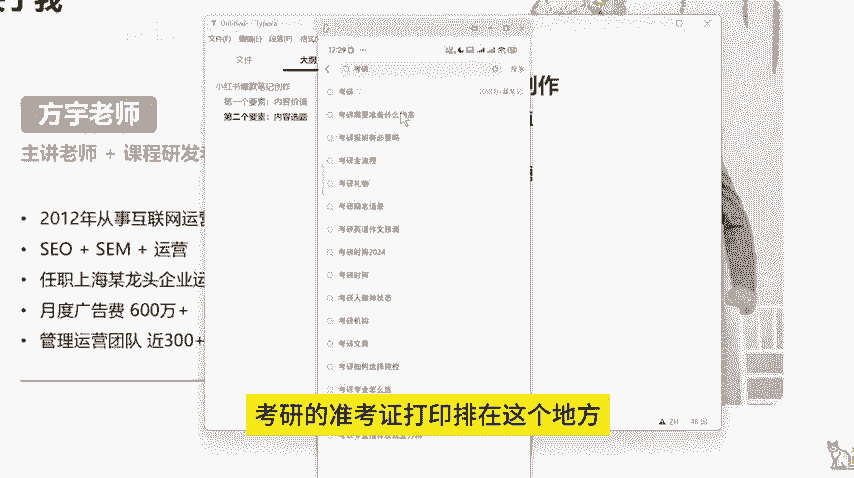 于我
方宇老师
主讲老师 + 课程研发
2012年从事互联网运营
SEO + SEM + 运营
任职上海某龙头企业运
月度广告费 600万+
管理运营团队 近300+
Untitled - Typora
文件(F) 编辑(E) 段落(P) 格式
文件
大纲
小红书爆款笔记创作
第一个要素：内容价值
第二个要素：内容选题
创作
17:29
考研
搜索
考研
考研需要准备什么
考研报班有必要吗
考研全流程
考研礼物
考研励志语录
考研英语作文预测
考研时间2024
考研时间
考研人精神状态
考研机构
考研文案
考研如何选择院校
考研专业怎么选
考研的准考证打印排在这个地方